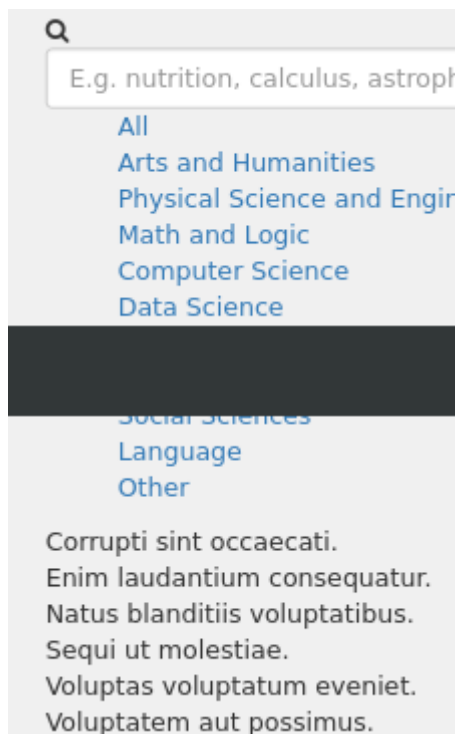 E.g. nutrition, calculus, astroph
All
Arts and Humanities
Physical Science and Engin
Math and Logic
Computer Science
Data Science
Social Sciences
Language
Other
Corrupti sint occaecati.
Enim laudantium consequatur.
Natus blanditiis voluptatibus.
Sequi ut molestiae.
Voluptas voluptatum eveniet.
Voluptatem aut possimus.